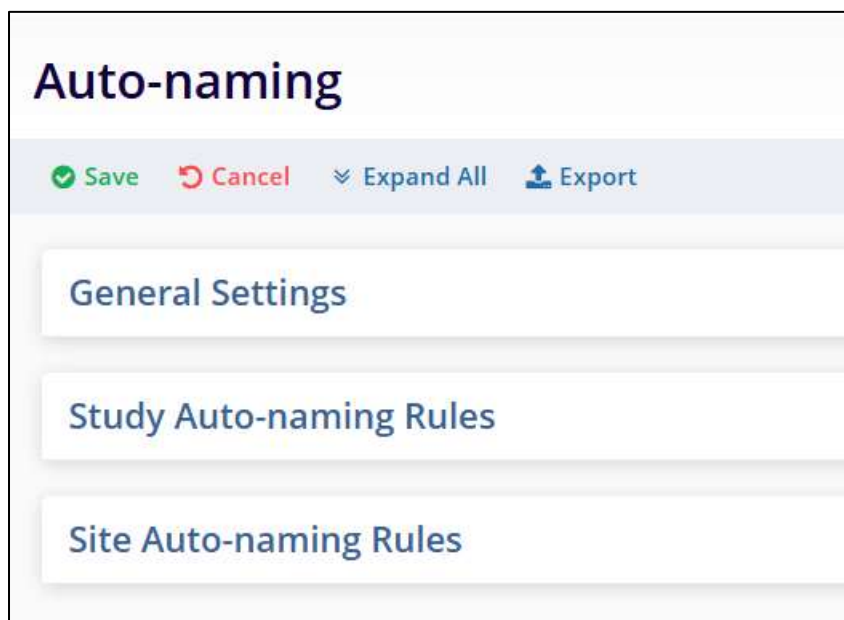 Auto-naming
Save Cancel Expand All Export
General Settings
Study Auto-naming Rules
Site Auto-naming Rules